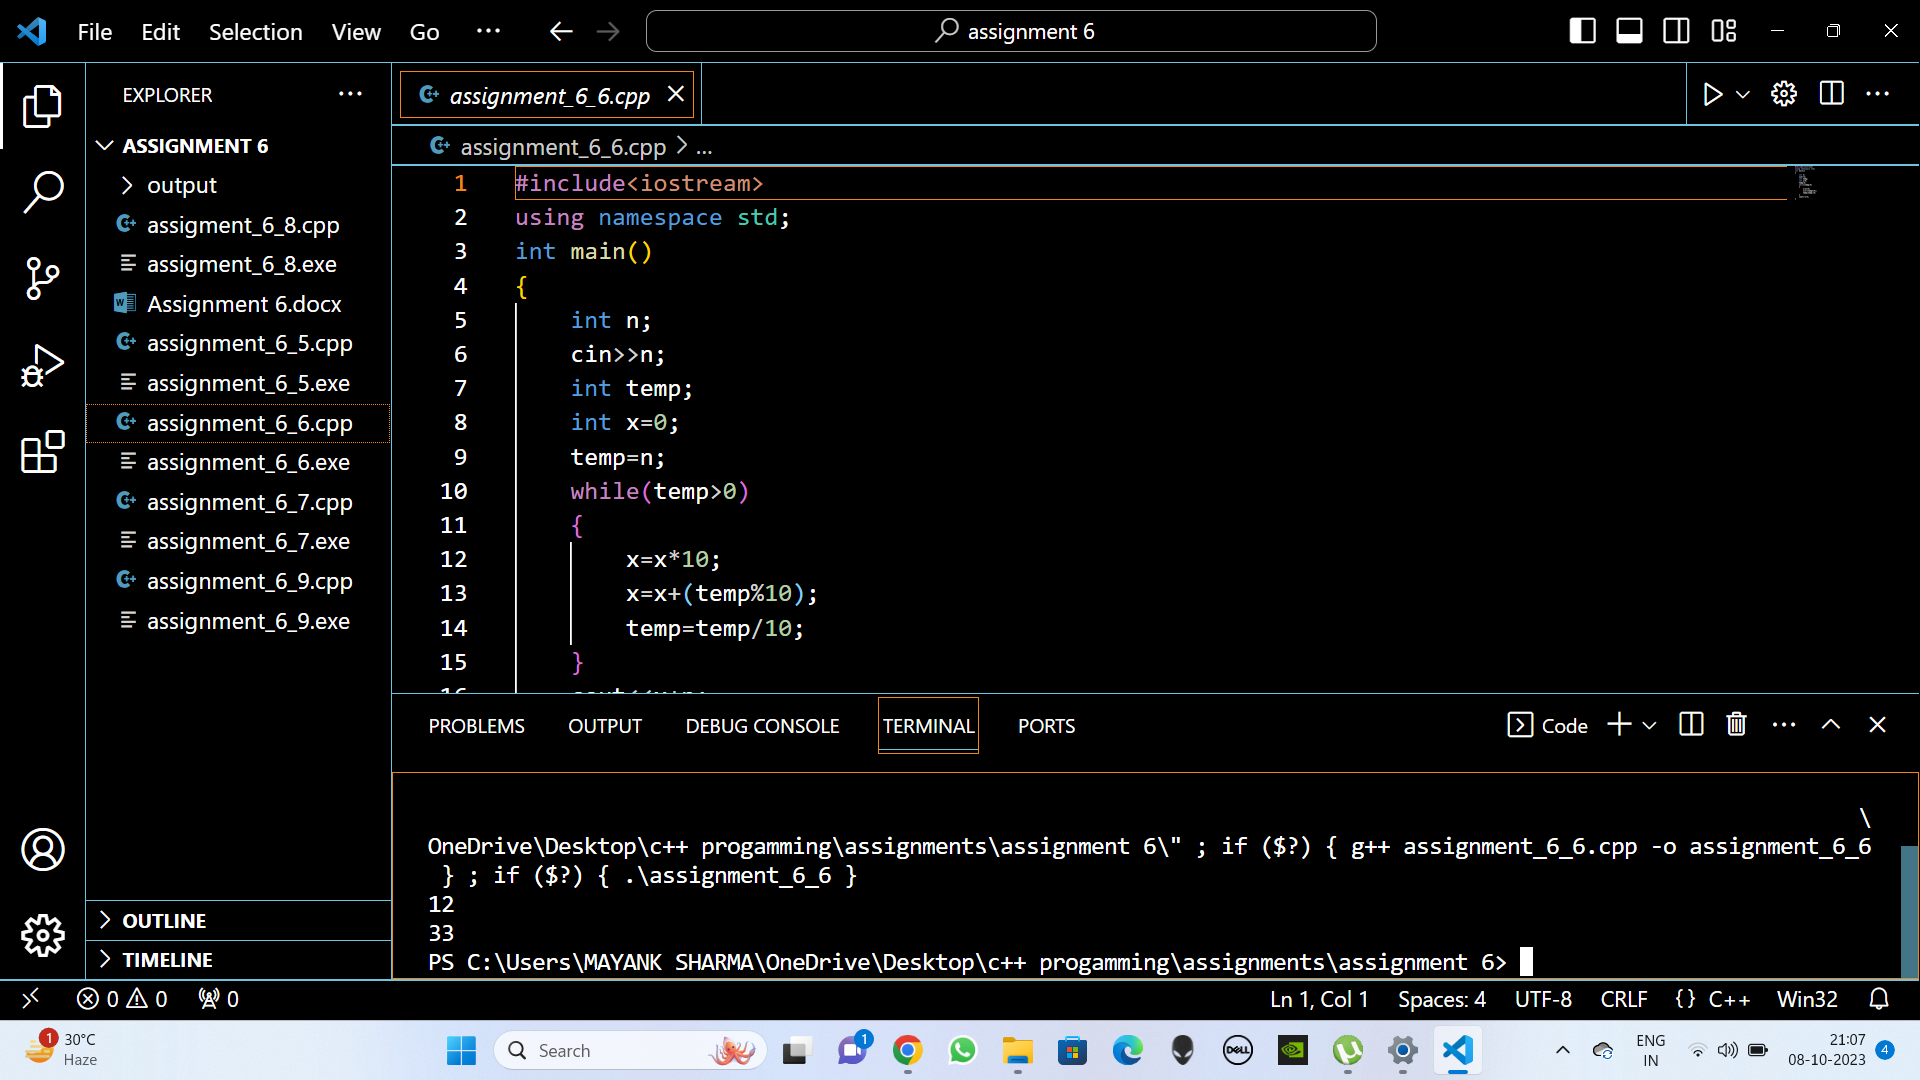 File Edit Selection View Go ··· assignment 6
EXPLORER ···
ASSIGNMENT 6
output
assigment_6_8.cpp
assigment_6_8.exe
Assignment 6.docx
assignment_6_5.cpp
assignment_6_5.exe
assignment_6_6.cpp
assignment_6_6.exe
assignment_6_7.cpp
assignment_6_7.exe
assignment_6_9.cpp
assignment_6_9.exe
OUTLINE
TIMELINE
assignment_6_6.cpp
assignment_6_6.cpp > ...
1 #include<iostream>
2 using namespace std;
3 int main()
4 {
5 int n;
6 cin>>n;
7 int temp;
8 int x=0;
9 temp=n;
10 while(temp>0)
11 {
12 x=x*10;
13 x=x+(temp%10);
14 temp=temp/10;
15 }
PROBLEMS OUTPUT DEBUG CONSOLE TERMINAL PORTS Code
\
OneDrive\Desktop\c++ progamming\assignments\assignment 6\" ; if ($?) { g++ assignment_6_6.cpp -o assignment_6_6
} ; if ($?) { .\assignment_6_6 }
12
33
PS C:\Users\MAYANK SHARMA\OneDrive\Desktop\c++ progamming\assignments\assignment 6>
0 0 0 Ln 1, Col 1 Spaces: 4 UTF-8 CRLF {} C++ Win32
1 30°C
Haze
Search
1
DELL
ENG
IN
21:07
08-10-2023
4